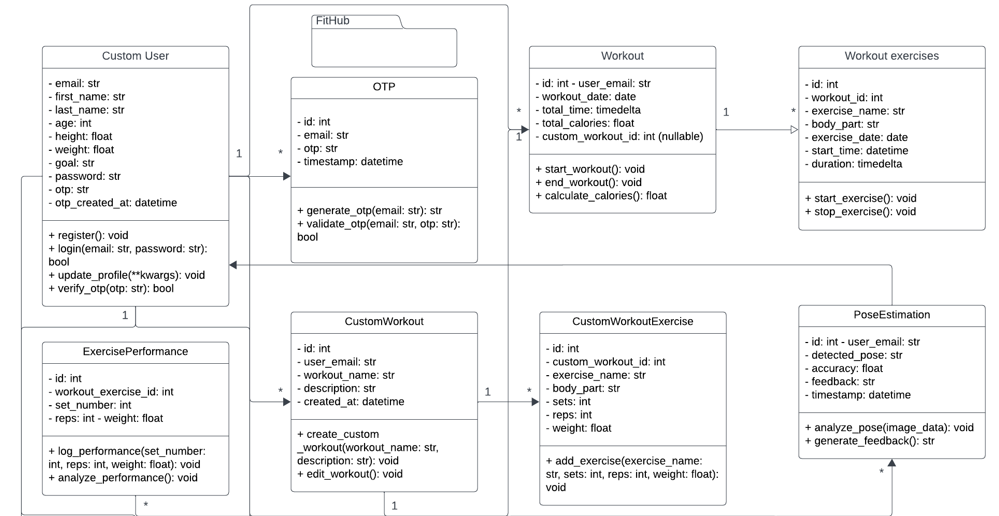 FitHub
Custom User
- email: str
- first_name: str
- last_name: str
- age: int
- height: float
- weight: float
- goal: str
- password: str
- otp: str
- otp_created_at: datetime
+ register(): void
+ login(email: str, password: str):
bool
+ update_profile(**kwargs): void
+ verify_otp(otp: str): bool
1
*
1
OTP
- id: int
- email: str
- otp: str
- timestamp: datetime
+ generate_otp(email: str): str
+ validate_otp(email: str, otp: str):
bool
*
1
Workout
- id: int - user_email: str
- workout_date: date
- total_time: timedelta
- total_calories: float
- custom_workout_id: int (nullable)
+ start_workout(): void
+ end_workout(): void
+ calculate_calories(): float
1
*
Workout exercises
- id: int
- workout_id: int
- exercise_name: str
- body_part: str
- exercise_date: date
- start_time: datetime
- duration: timedelta
+ start_exercise(): void
+ stop_exercise(): void
ExercisePerformance
- id: int
- workout_exercise_id: int
- set_number: int
- reps: int - weight: float
+ log_performance(set_number:
int, reps: int, weight: float): void
+ analyze_performance(): void
*
*
CustomWorkout
- id: int
- user_email: str
- workout_name: str
- description: str
- created_at: datetime
+ create_custom
_workout(workout_name: str,
description: str): void
+ edit_workout(): void
1
1
*
CustomWorkoutExercise
- id: int
- custom_workout_id: int
- exercise_name: str
- body_part: str
- sets: int
- reps: int
- weight: float
+ add_exercise(exercise_name:
str, sets: int, reps: int, weight: float):
void
PoseEstimation
- id: int - user_email: str
- detected_pose: str
- accuracy: float
- feedback: str
- timestamp: datetime
+ analyze_pose(image_data): void
+ generate_feedback(): str
*